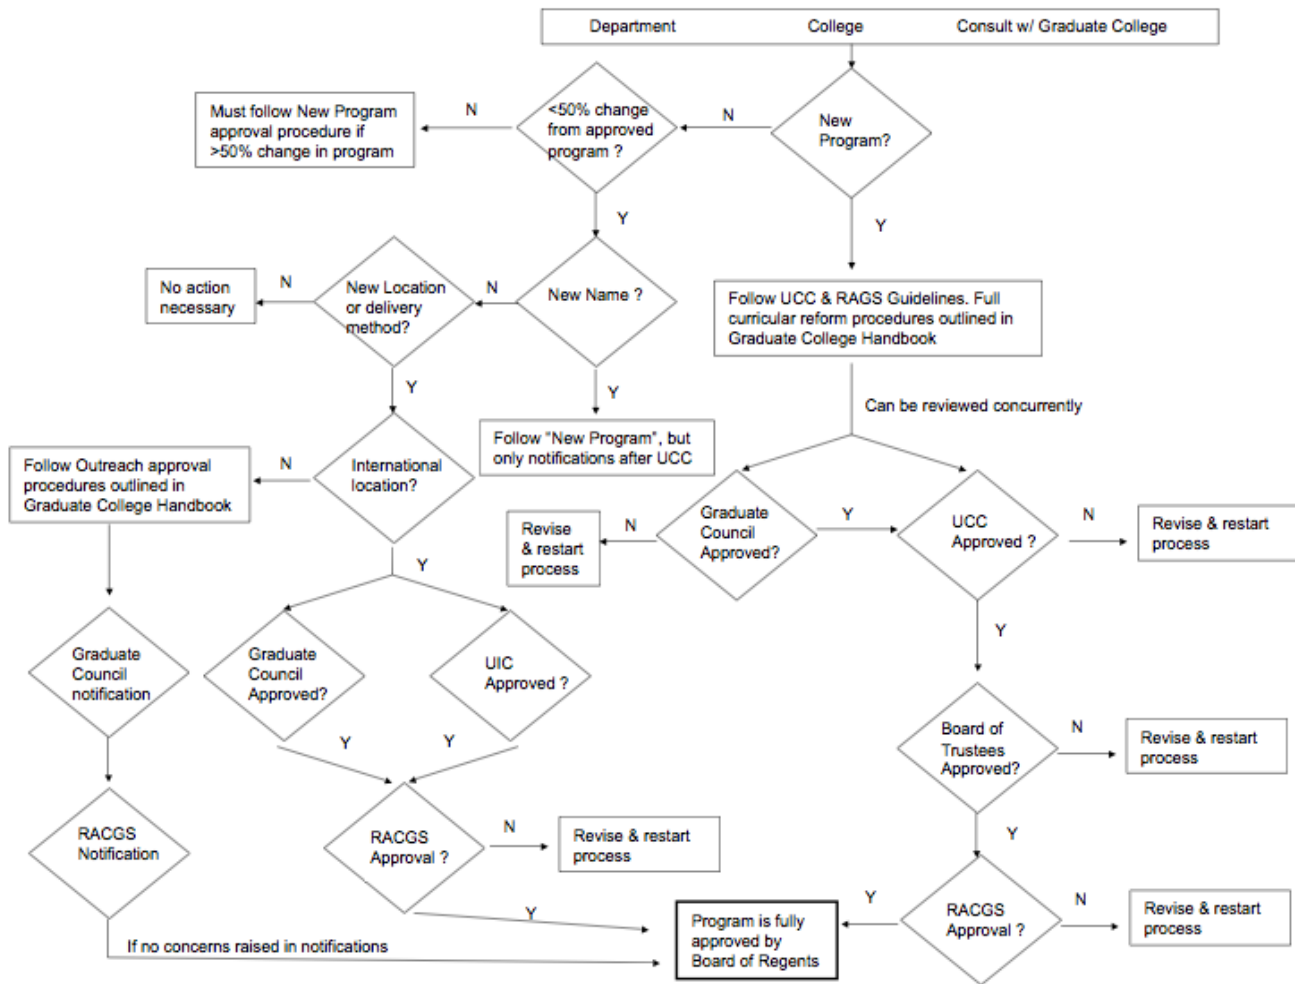 Department College Consult w/ Graduate College
Must follow New Program
approval procedure if
>50% change in program
N
<50% change
from approved
program ?
N
New
Program?
Y
Y
No action
necessary
N
New Location
or delivery
method?
N
New Name ?
Follow UCC & RAGS Guidelines. Full
curricular reform procedures outlined in
Graduate College Handbook
Y
Y
Can be reviewed concurrently
Follow "New Program", but
only notifications after UCC
Follow Outreach approval
procedures outlined in
Graduate College Handbook
N
International
location?
Revise
& restart
process
N
Graduate
Council
Approved?
Y
UCC
Approved ?
N
Revise & restart
process
Y
Y
Graduate
Council
notification
Graduate
Council
Approved?
UIC
Approved ?
Y
Y
Board of
Trustees
Approved?
N
Revise & restart
process
Y
RACGS
Notification
RACGS
Approval ?
N
Revise & restart
process
Y
Y
RACGS
Approval ?
N
Revise & restart
process
If no concerns raised in notifications
Program is fully
approved by
Board of Regents